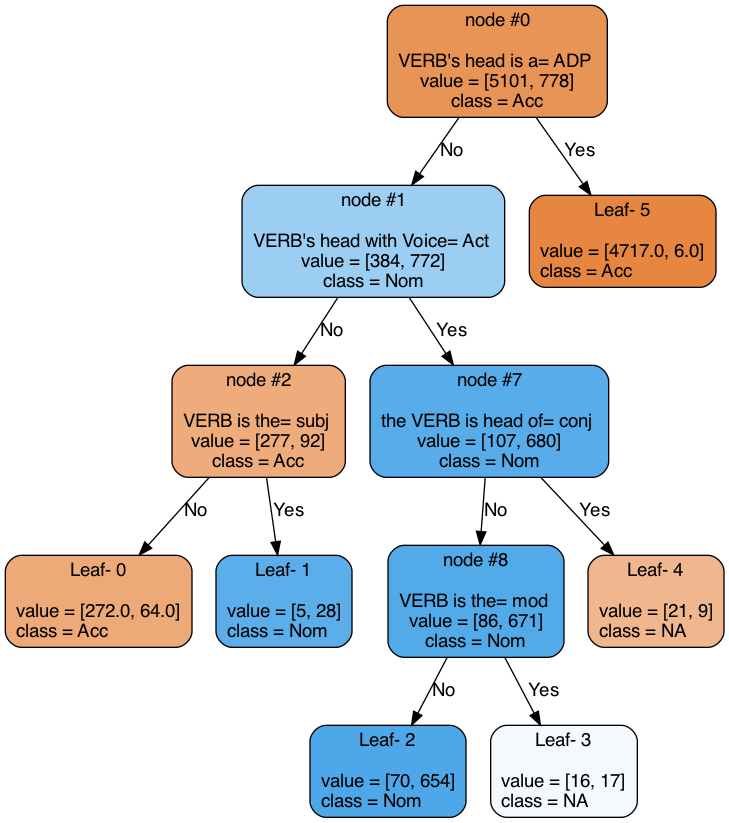 node #0
VERB's head is a= ADP
value = [5101, 778]
class = Acc
No
Yes
node #1
VERB's head with Voice= Act
value = [384, 772]
class = Nom
Leaf- 5
value = [4717.0, 6.0]
class = Acc
No
Yes
node #2
VERB is the= subj
value = [277, 92]
class = Acc
node #7
the VERB is head of= conj
value = [107, 680]
class = Nom
No
Yes
No
Yes
Leaf- 0
value = [272.0, 64.0]
class = Acc
Leaf- 1
value = [5, 28]
class = Nom
node #8
VERB is the= mod
value = [86, 671]
class = Nom
Leaf- 4
value = [21, 9]
class = NA
No
Yes
Leaf- 2
value = [70, 654]
class = Nom
Leaf- 3
value = [16, 17]
class = NA